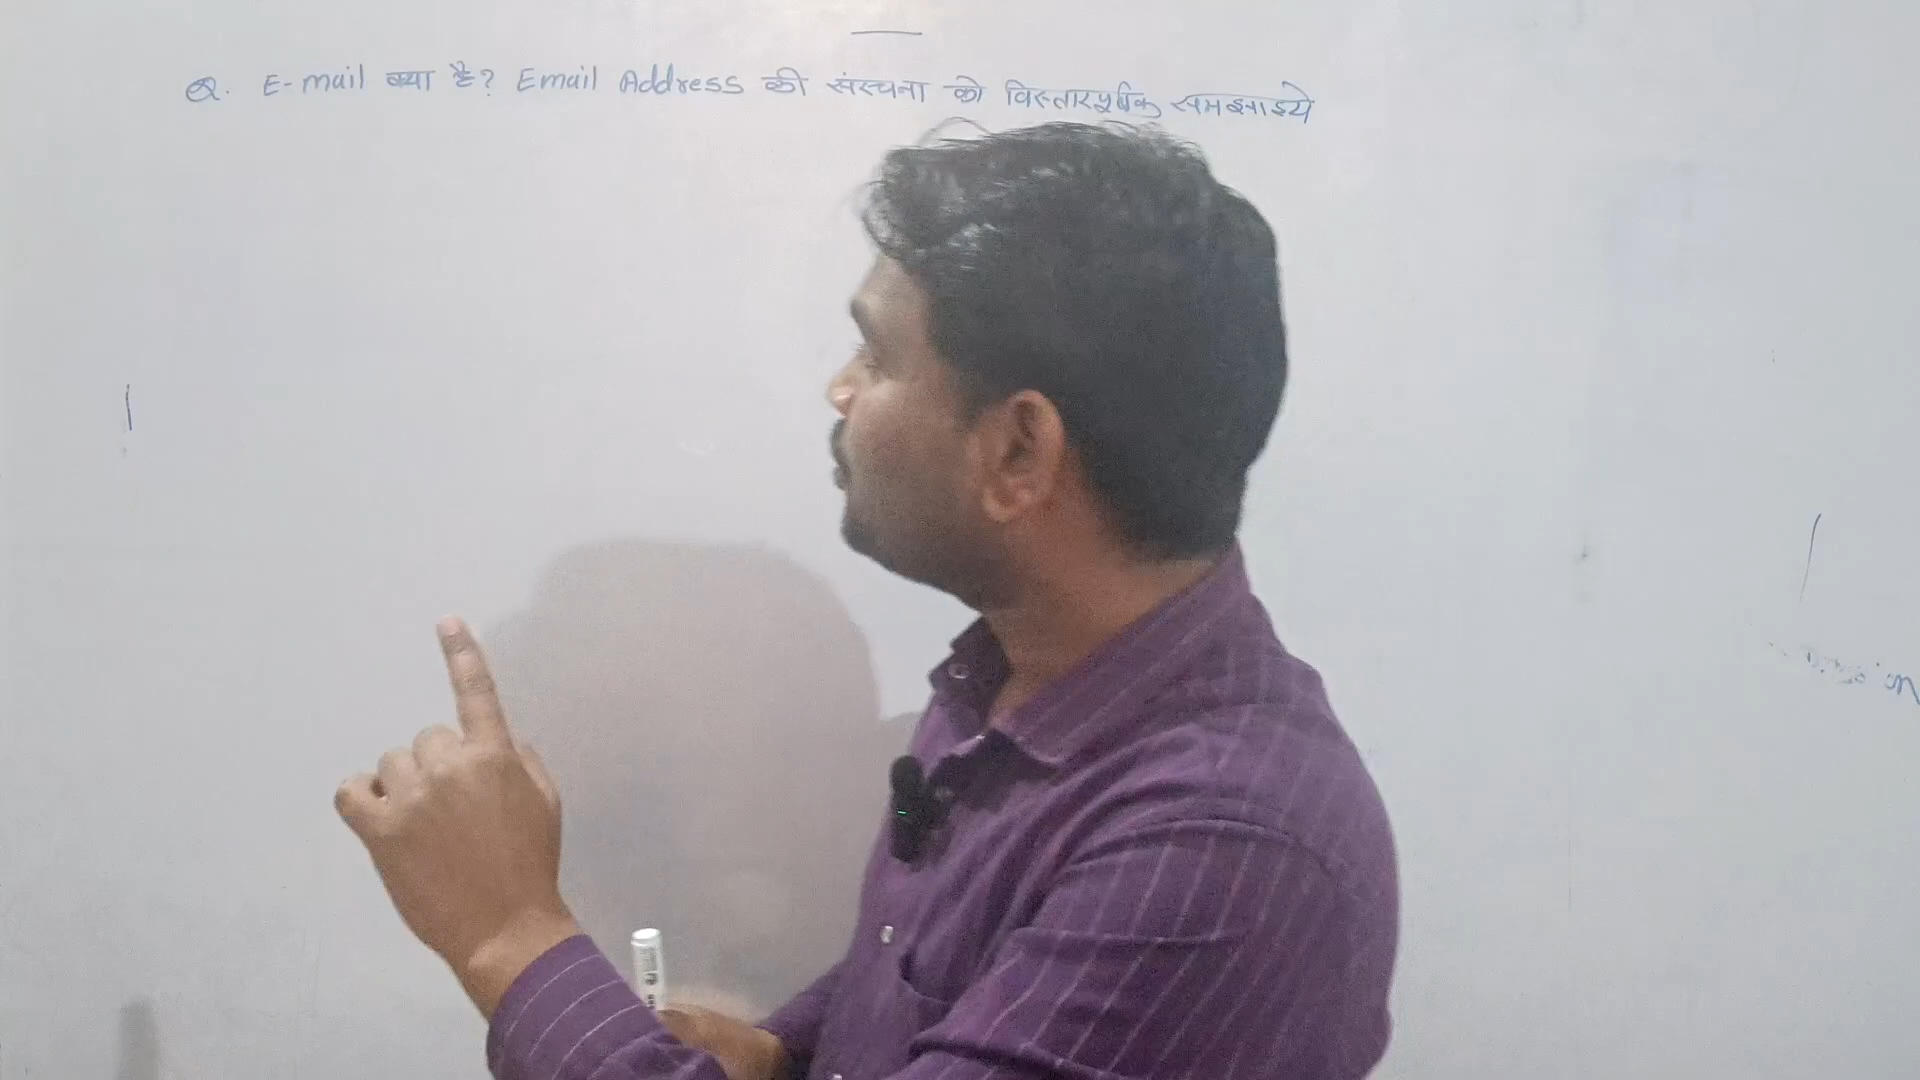 Q. E-mail क्या है? Email Address की संरचना को विस्तारपूर्वक समझाइये